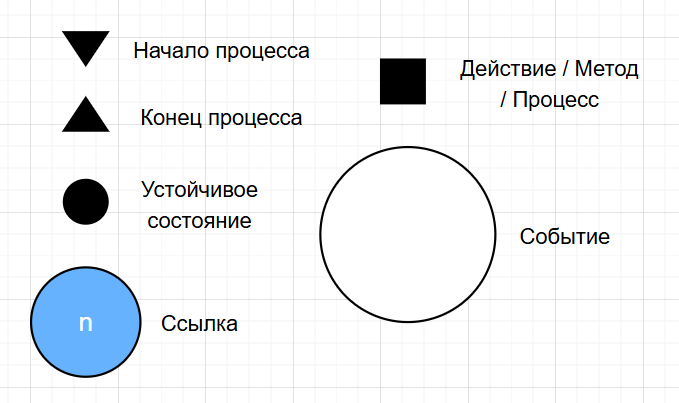 Начало процесса
Конец процесса
Устойчивое
состояние
n
Ссылка
Действие / Метод
/ Процесс
Событие